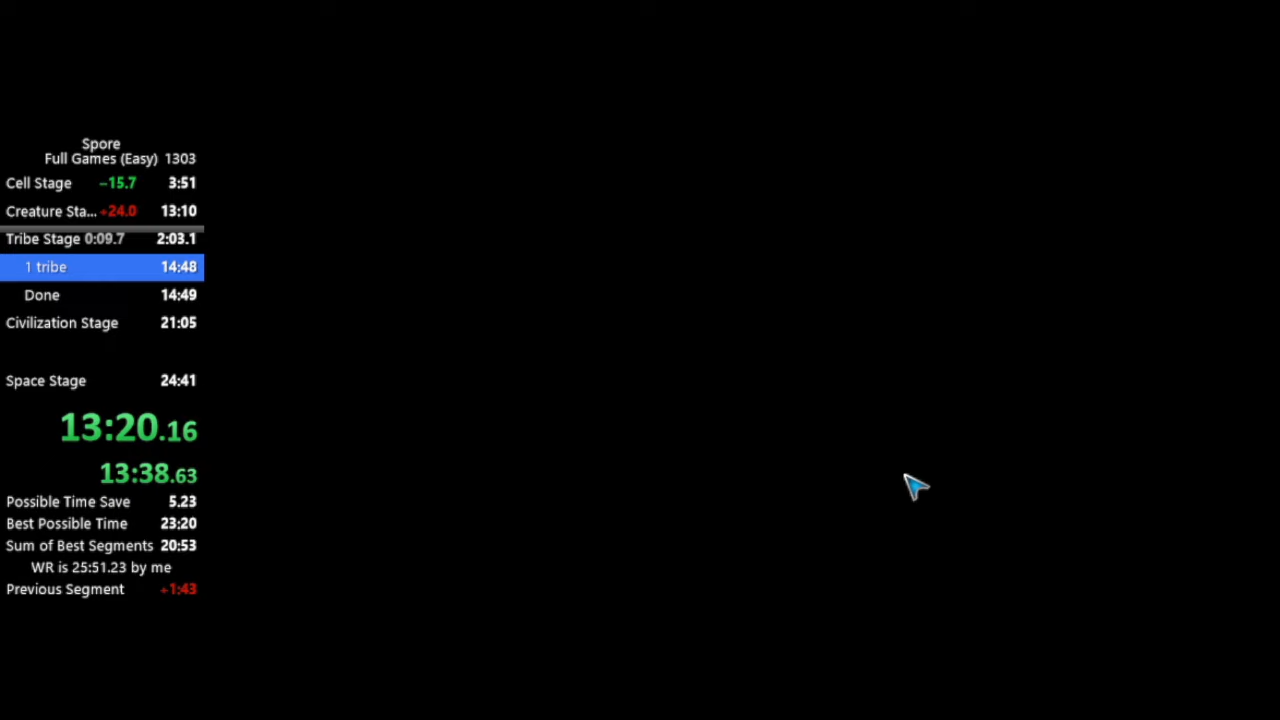 Spore
Full Games (Easy) 1303
Cell Stage -15.7 3:51
Creature Sta... +24.0 13:10
Tribe Stage 0:09.7 2:03.1
1 tribe 14:48
Done 14:49
Civilization Stage 21:05
Space Stage 24:41
13:20.16
13:38.63
Possible Time Save 5.23
Best Possible Time 23:20
Sum of Best Segments 20:53
WR is 25:51.23 by me
Previous Segment +1:43